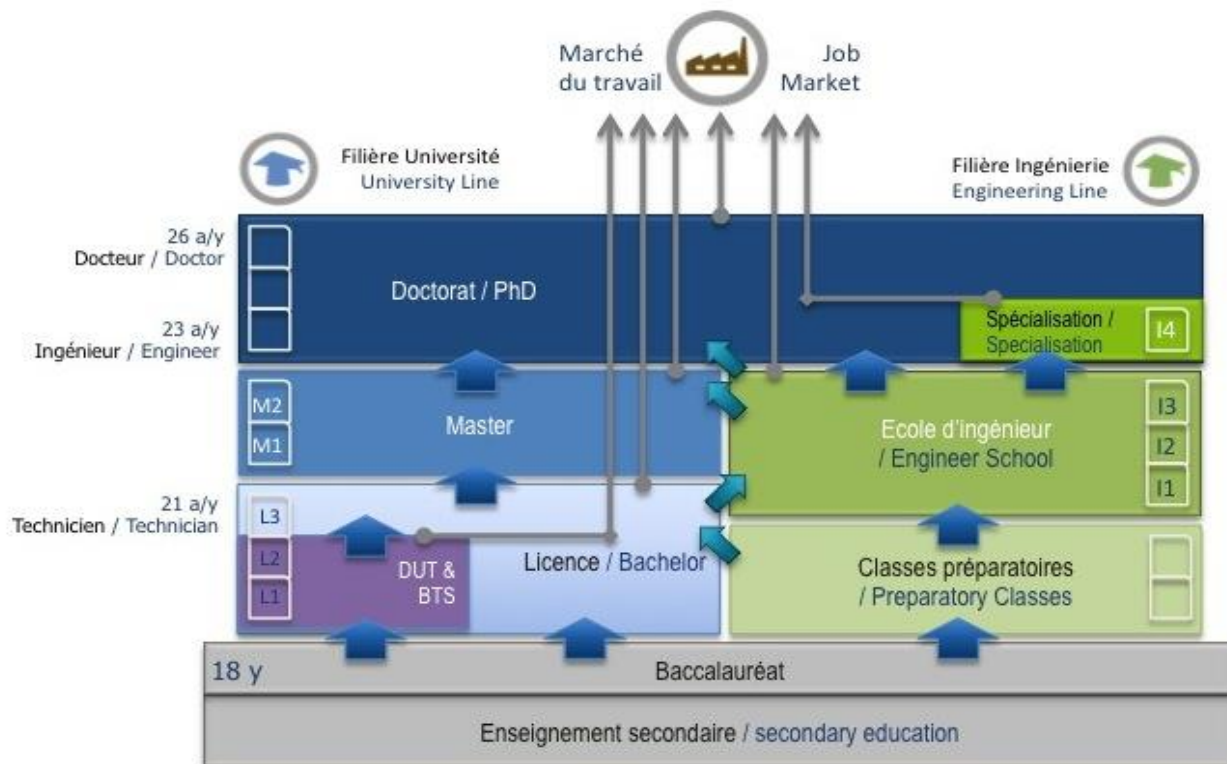 Marché
du travail
Job
Market
Filière Université
University Line
Filière Ingénierie
Engineering Line
26 a/y
Docteur / Doctor
Doctorat / PhD
23 a/y
Ingénieur / Engineer
Spécialisation /
Specialisation
I4
M2
M1
Master
Ecole d'ingénieur
/ Engineer School
I3
I2
I1
21 a/y
Technicien / Technician
L3
L2
L1
DUT &
BTS
Licence / Bachelor
Classes préparatoires
/ Preparatory Classes
18 y
Baccalauréat
Enseignement secondaire / secondary education